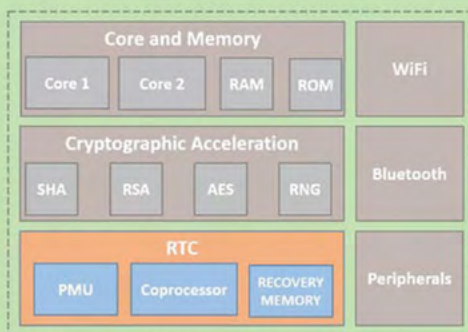 Core and Memory
Core 1
Core 2
RAM
ROM
WiFi
Cryptographic Acceleration
SHA
RSA
AES
RNG
Bluetooth
RTC
PMU
Coprocessor
RECOVERY
MEMORY
Peripherals